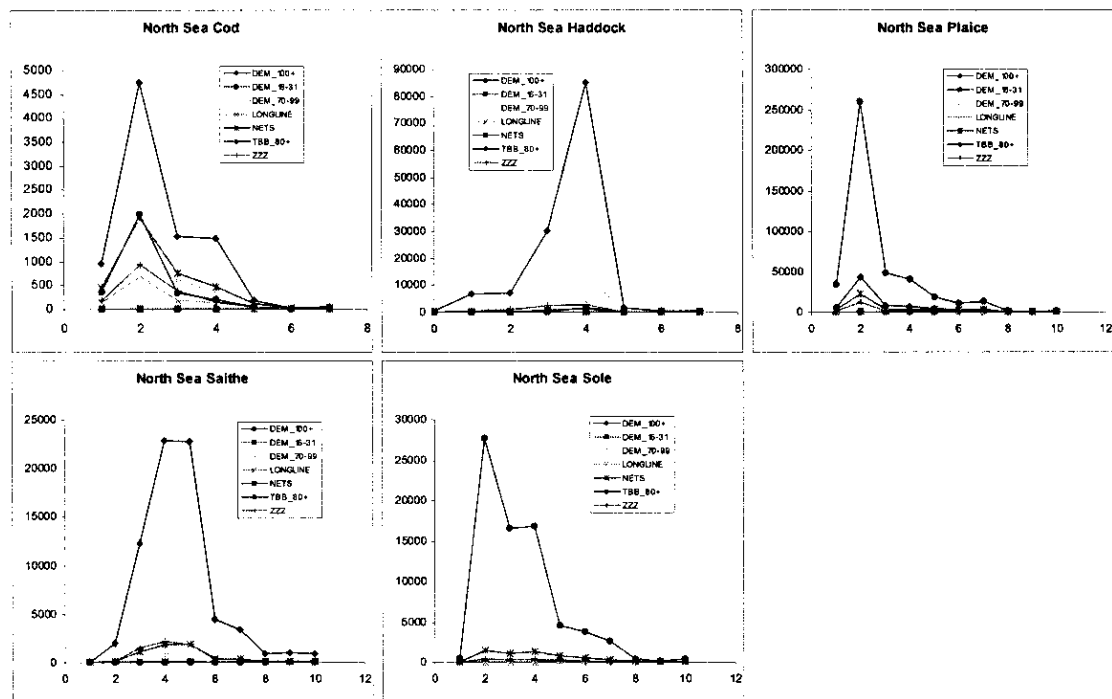 North Sea Cod
5000
4500
4000
3500
3000
2500
2000
1500
1000
500
0
0 2 4 6 8
DEM_100+
DEM_16-31
DEM_70-99
LONGLINE
NETS
TBB_80+
ZZZ
North Sea Haddock
90000
80000
70000
60000
50000
40000
30000
20000
10000
0
0 2 4 6 8
DEM_100+
DEM_16-31
DEM_70-99
LONGLINE
NETS
TBB_80+
ZZZ
North Sea Plaice
300000
250000
200000
150000
100000
50000
0
0 2 4 6 8 10 12
DEM_100+
DEM_16-31
DEM_70-99
LONGLINE
NETS
TBB_80+
ZZZ
North Sea Saithe
25000
20000
15000
10000
5000
0
0 2 4 6 8 10 12
DEM_100+
DEM_16-31
DEM_70-99
LONGLINE
NETS
TBB_80+
ZZZ
North Sea Sole
30000
25000
20000
15000
10000
5000
0
0 2 4 6 8 10 12
DEM_100+
DEM_16-31
DEM_70-99
LONGLINE
NETS
TBB_80+
ZZZ